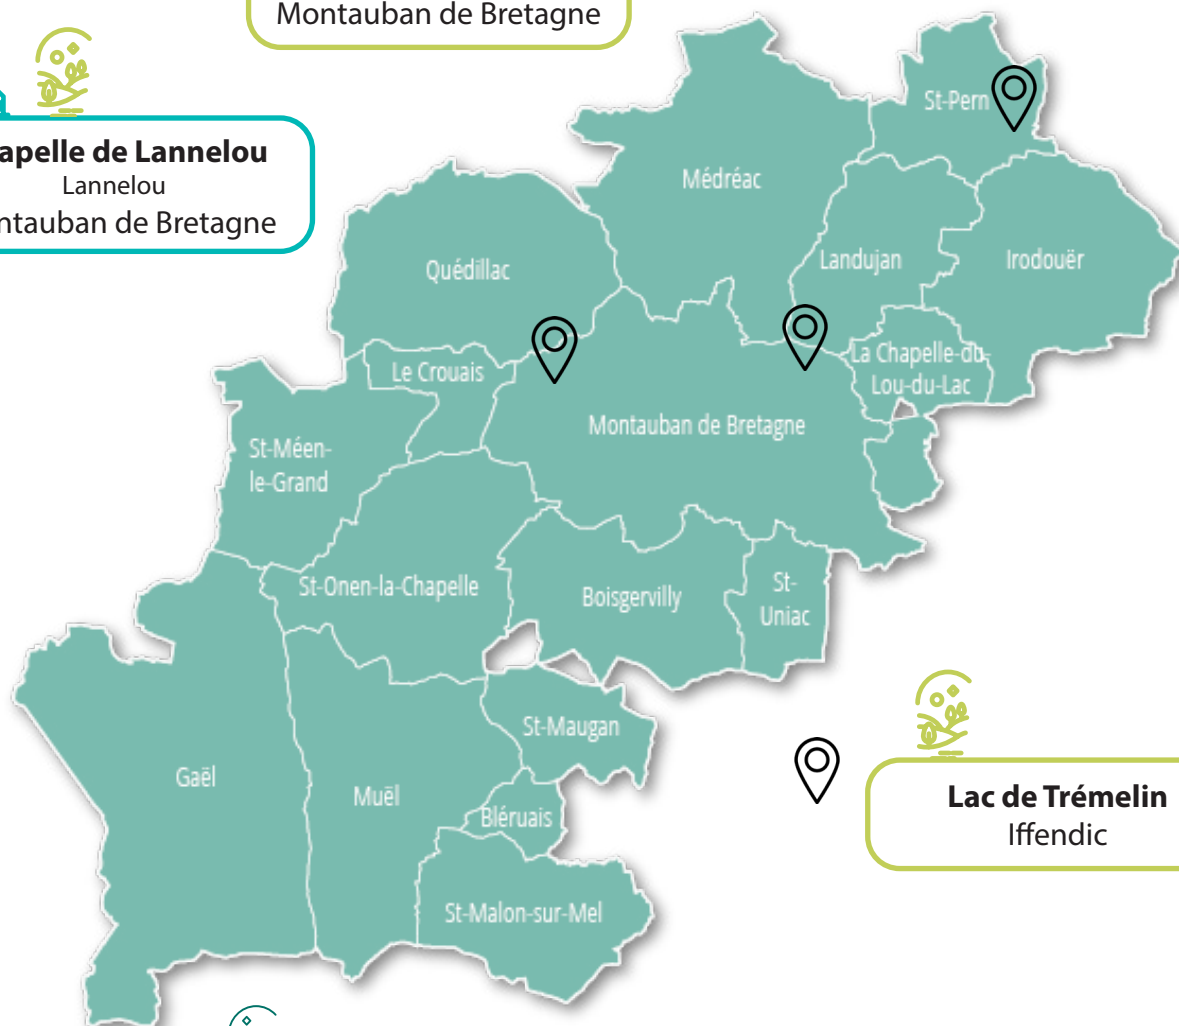 Montauban de Bretagne
apelle de Lannelou
Lannelou
ntauban de Bretagne
St-Pern
Médréac
Quédillac
Landujan
Irodouër
Le Crouais
La Chapelle-du-
Lou-du-Lac
Montauban de Bretagne
St-Méen-
le-Grand
St-Onen-la-Chapelle
Boisgervilly
St-
Uniac
St-Maugan
Gaël
Muël
Bléruais
St-Malon-sur-Mel
Lac de Trémelin
Iffendic